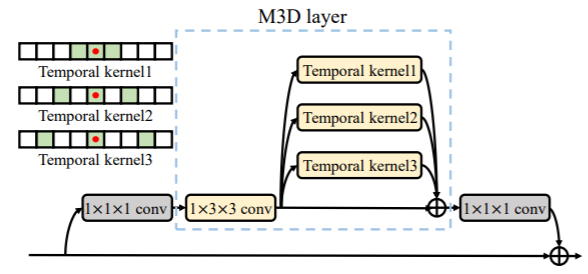 M3D layer
Temporal kernel1
Temporal kernel2
Temporal kernel3
Temporal kernel1
Temporal kernel2
Temporal kernel3
1×1×1 conv
1×3×3 conv
1×1×1 conv